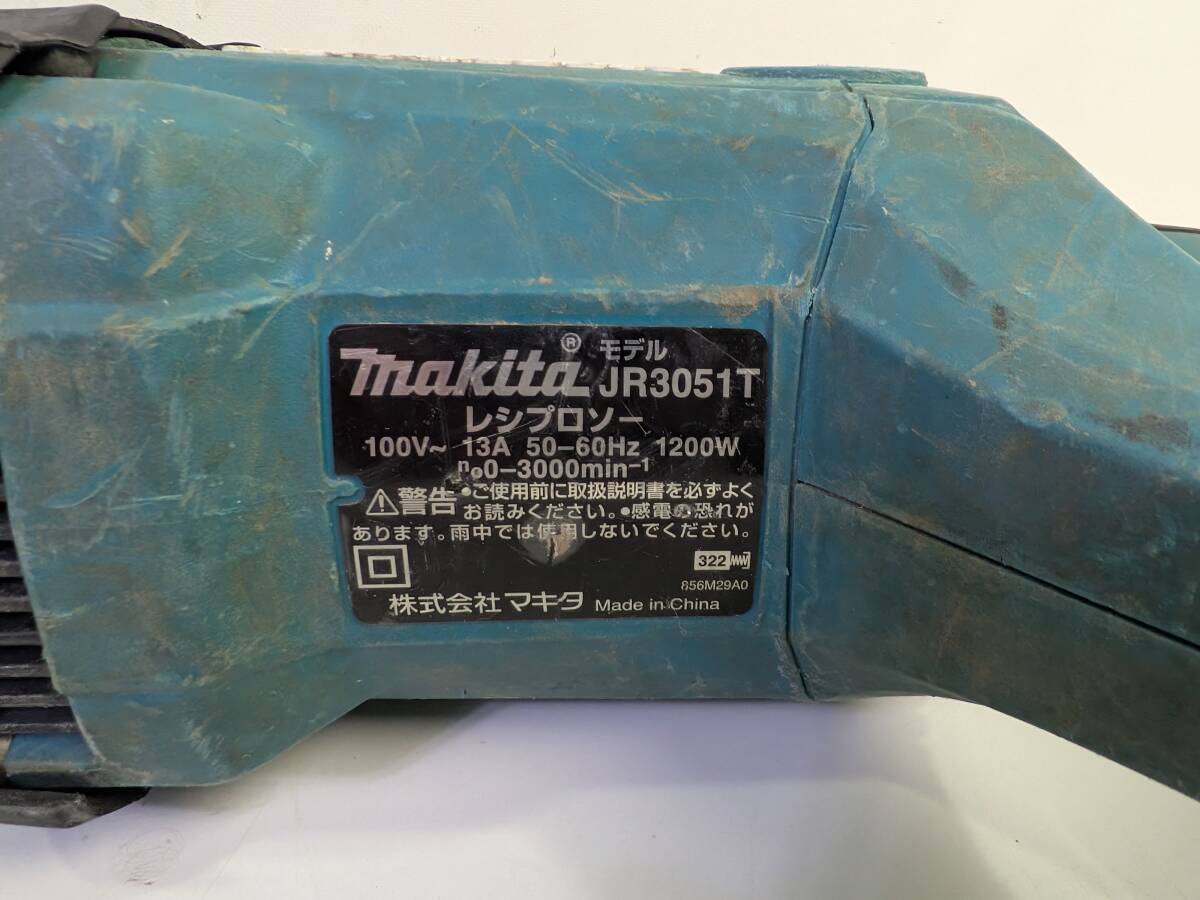 makita® モデル
JR3051T
レシプロソー
100V~ 13A 50-60Hz 1200W
n₀0-3000min⁻¹
警告 •ご使用前に取扱説明書を必ずよく
お読みください。•感電の恐れが
あります。雨中では使用しないでください。
322
856M29A0
株式会社マキタ Made in China